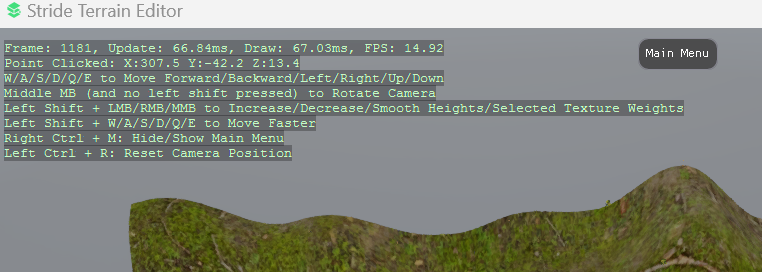 Stride Terrain Editor
Frame: 1181, Update: 66.84ms, Draw: 67.03ms, FPS: 14.92
Main Menu
Point Clicked: X:307.5 Y:-42.2 Z:13.4
W/A/S/D/Q/E to Move Forward/Backward/Left/Right/Up/Down
Middle MB (and no left shift pressed) to Rotate Camera
Left Shift + LMB/RMB/MMB to Increase/Decrease/Smooth Heights/Selected Texture Weights
Left Shift + W/A/S/D/Q/E to Move Faster
Right Ctrl + M: Hide/Show Main Menu
Left Ctrl + R: Reset Camera Position